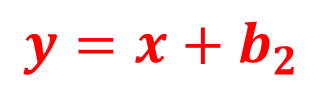 y = x + b₂